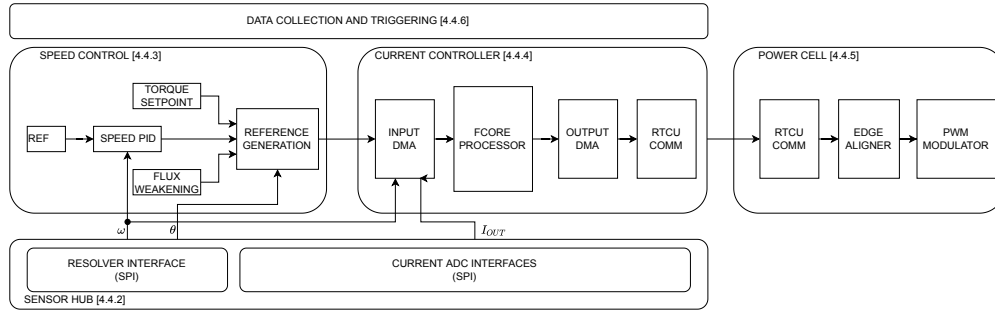 DATA COLLECTION AND TRIGGERING [4.4.6]
SPEED CONTROL [4.4.3]
TORQUE
SETPOINT
REF
SPEED PID
REFERENCE
GENERATION
FLUX
WEAKENING
CURRENT CONTROLLER [4.4.4]
INPUT
DMA
FCORE
PROCESSOR
OUTPUT
DMA
RTCU
COMM
POWER CELL [4.4.5]
RTCU
COMM
EDGE
ALIGNER
PWM
MODULATOR
ω
θ
I_OUT
RESOLVER INTERFACE
(SPI)
CURRENT ADC INTERFACES
(SPI)
SENSOR HUB [4.4.2]